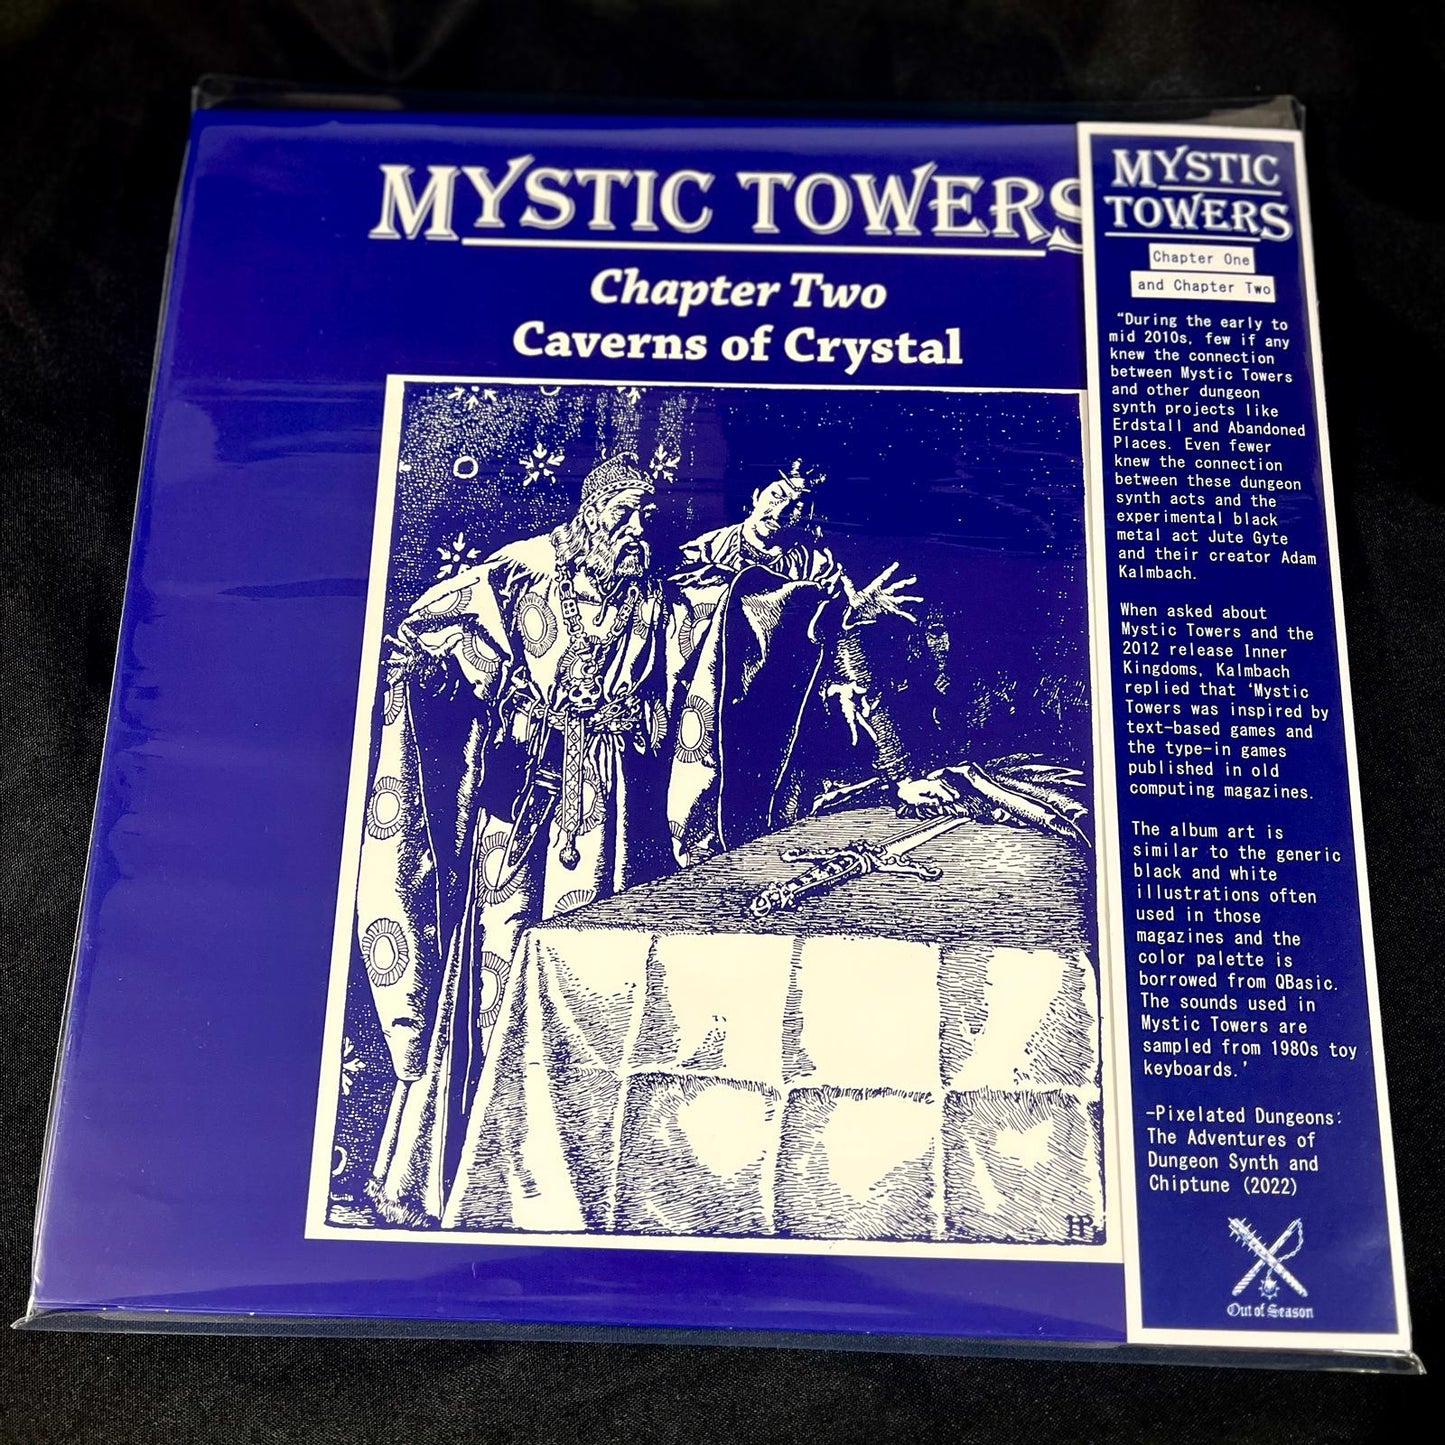 MYSTIC TOWERS
Chapter Two
Caverns of Crystal
HP
MYSTIC
TOWERS
Chapter One
and Chapter Two
“During the early to
mid 2010s, few if any
knew the connection
between Mystic Towers
and other dungeon
synth projects like
Erdstall and Abandoned
Places. Even fewer
knew the connection
between these dungeon
synth acts and the
experimental black
metal act Jute Gyte
and their creator Adam
Kalmbach.
When asked about
Mystic Towers and the
2012 release Inner
Kingdoms, Kalmbach
replied that ‘Mystic
Towers was inspired by
text-based games and
the type-in games
published in old
computing magazines.
The album art is
similar to the generic
black and white
illustrations often
used in those
magazines and the
color palette is
borrowed from QBasic.
The sounds used in
Mystic Towers are
sampled from 1980s toy
keyboards.’
-Pixelated Dungeons:
The Adventures of
Dungeon Synth and
Chiptune (2022)
Out of Season